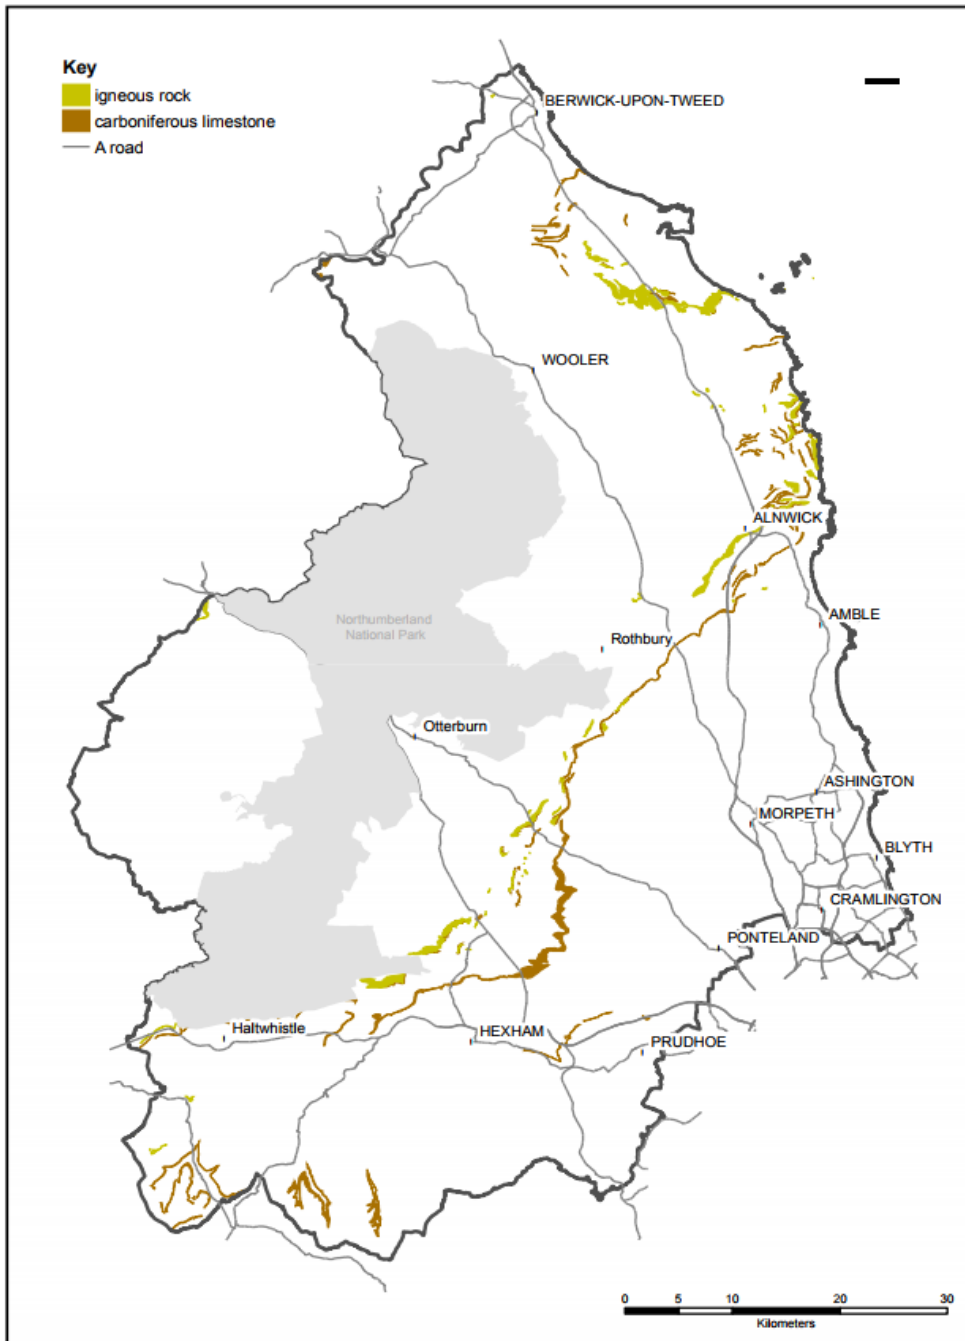 Key
igneous rock
carboniferous limestone
A road
BERWICK-UPON-TWEED
WOOLER
ALNWICK
Northumberland
National Park
AMBLE
Rothbury
Otterburn
ASHINGTON
MORPETH
BLYTH
CRAMLINGTON
PONTELAND
Haltwhistle
HEXHAM
PRUDHOE
0 5 10 20 30
Kilometers